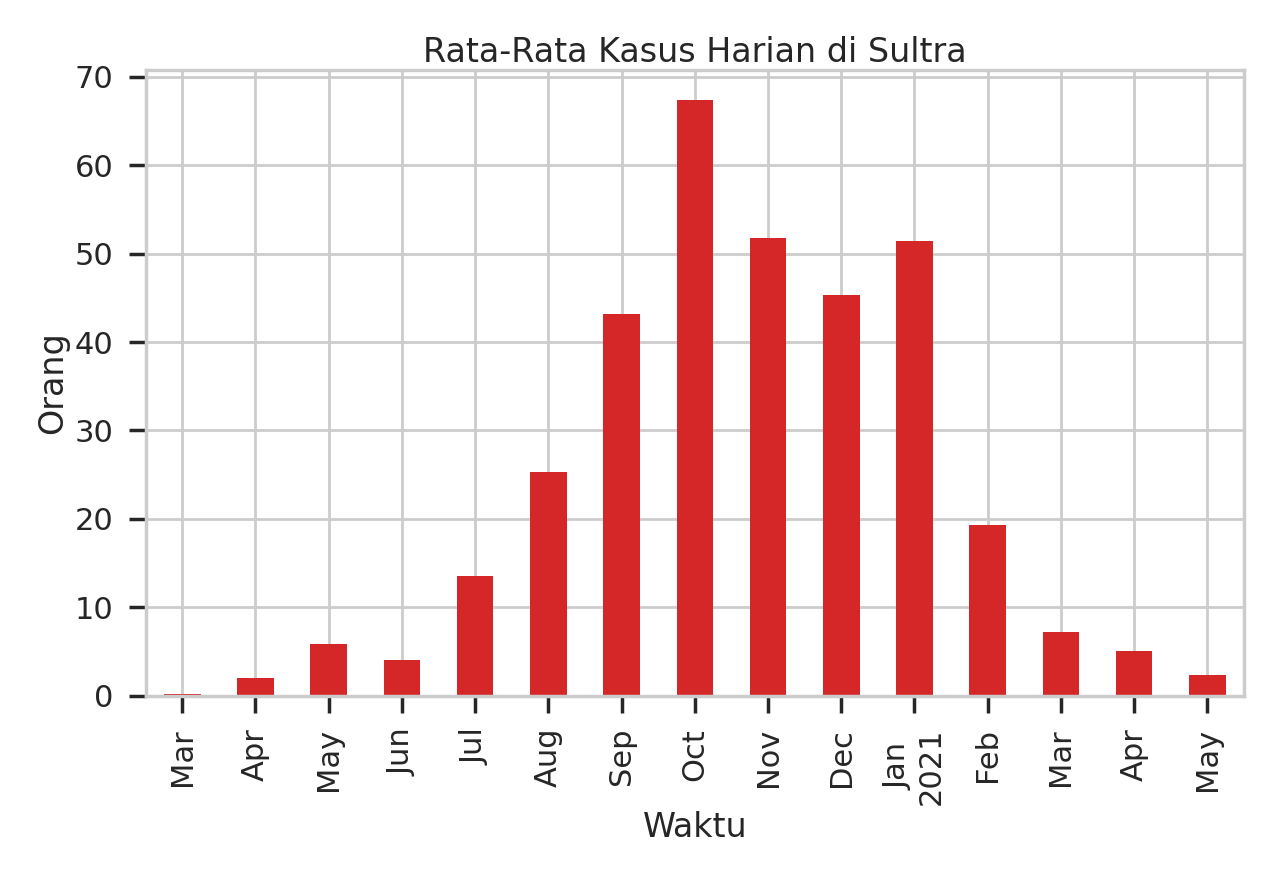 Rata-Rata Kasus Harian di Sultra
70
60
50
40
30
20
10
0
Orang
Mar
Apr
May
Jun
Jul
Aug
Sep
Oct
Nov
Dec
Jan
2021
Feb
Mar
Apr
May
Waktu